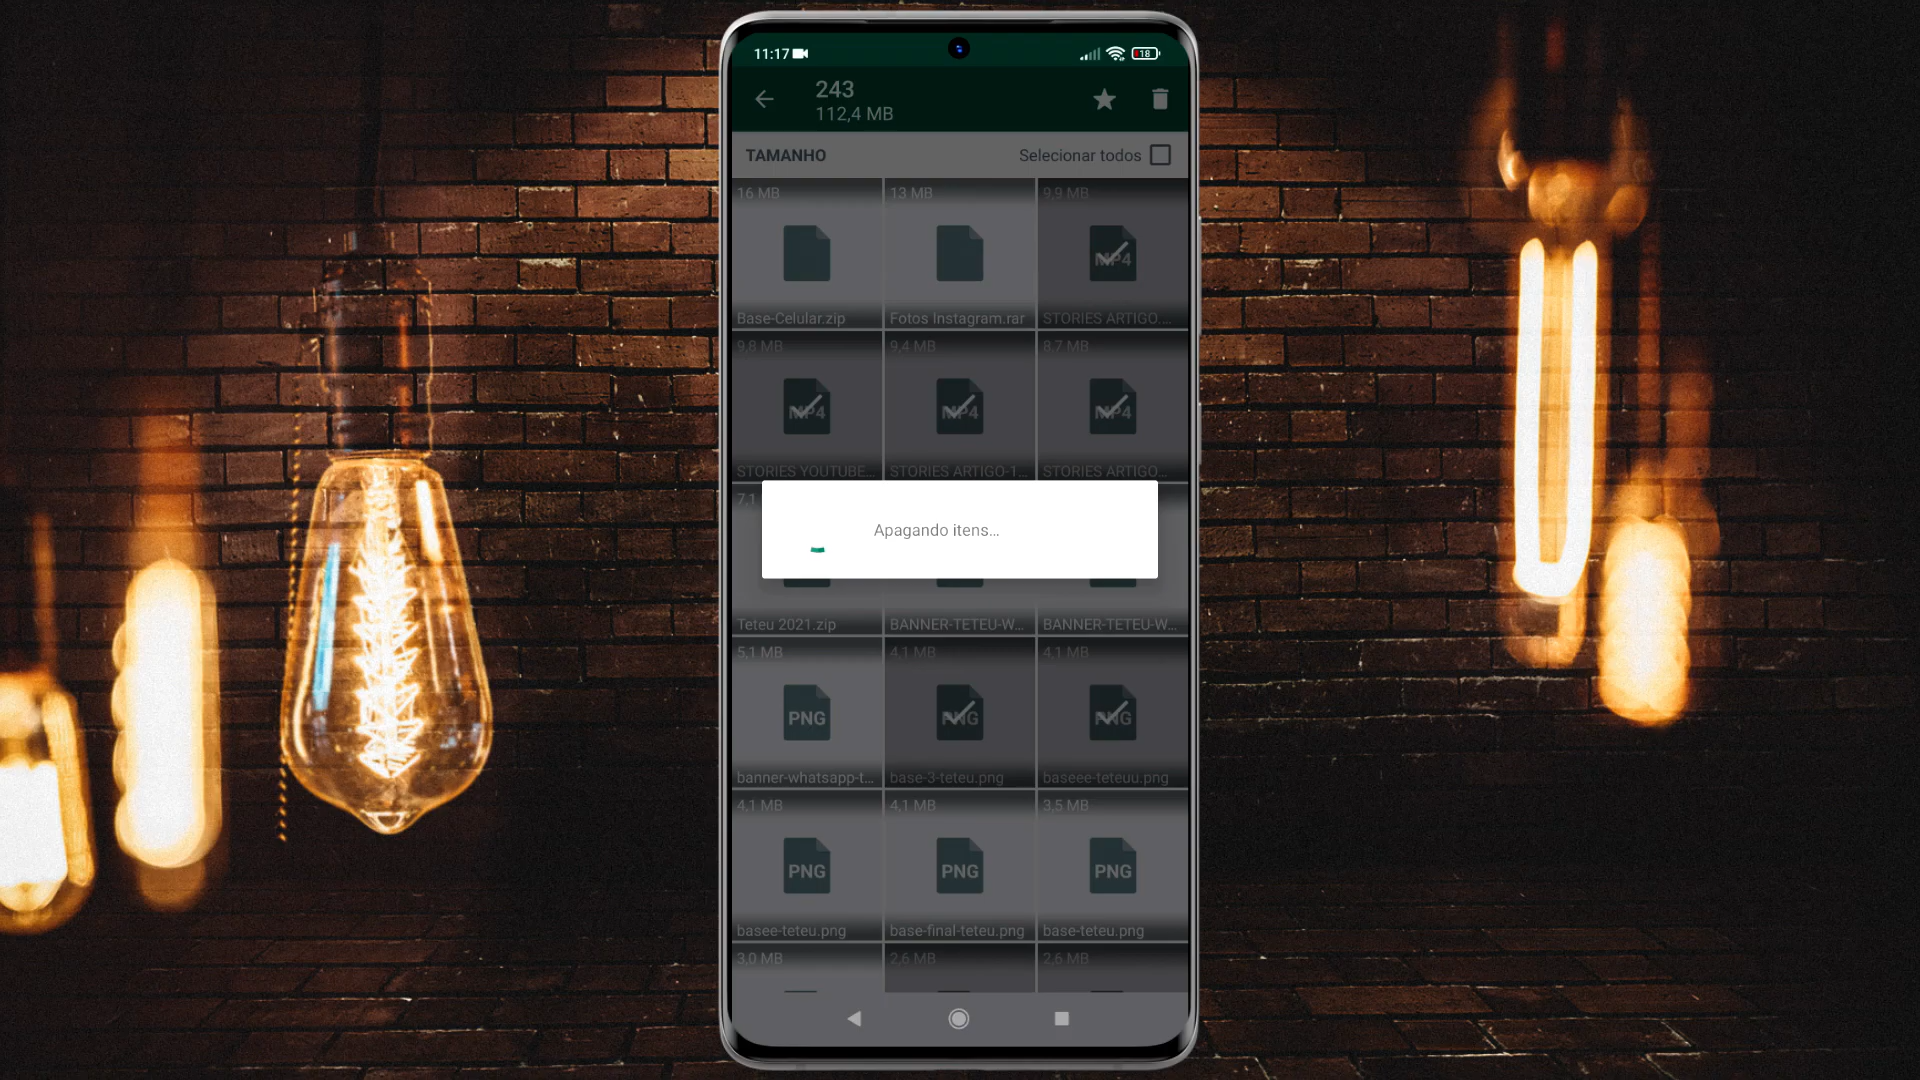 11:17
18
243
112,4 MB
TAMANHO
Selecionar todos
16 MB
13 MB
9,9 MB
MP4
Base-Celular.zip
Fotos Instagram.rar
STORIES ARTIGO....
9,8 MB
9,4 MB
8,7 MB
MP4
MP4
MP4
STORIES YOUTUBE...
STORIES ARTIGO-1...
STORIES ARTIGO...
7,1
Apagando itens...
Teteu 2021.zip
BANNER-TETEU-W...
BANNER-TETEU-W...
5,1 MB
4,1 MB
4,1 MB
PNG
PNG
PNG
banner-whatsapp-t...
base-3-teteu.png
baseee-teteuu.png
4,1 MB
4,1 MB
3,5 MB
PNG
PNG
PNG
basee-teteu.png
base-final-teteu.png
base-teteu.png
3,0 MB
2,6 MB
2,6 MB